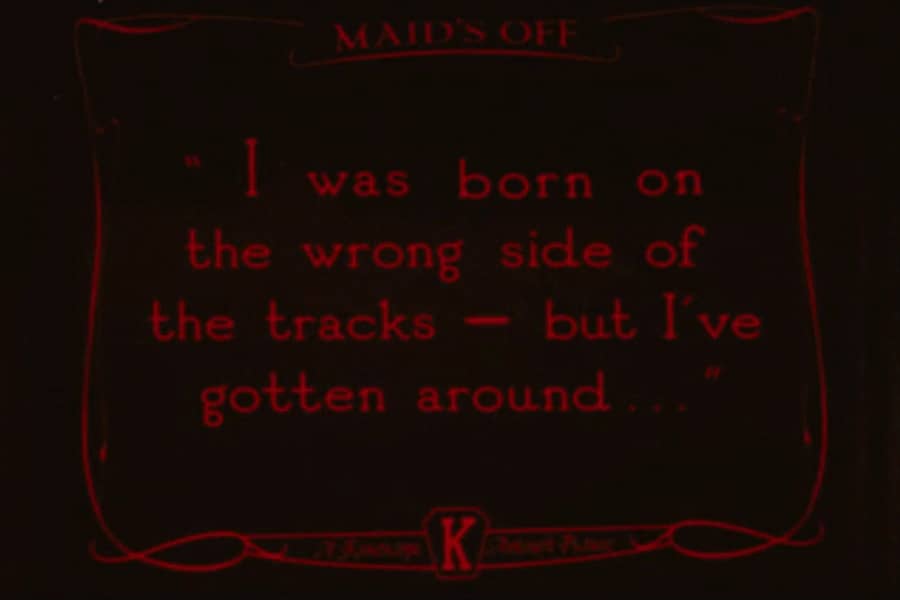 MAID'S OFF
" I was born on
the wrong side of
the tracks — but I've
gotten around..."
K